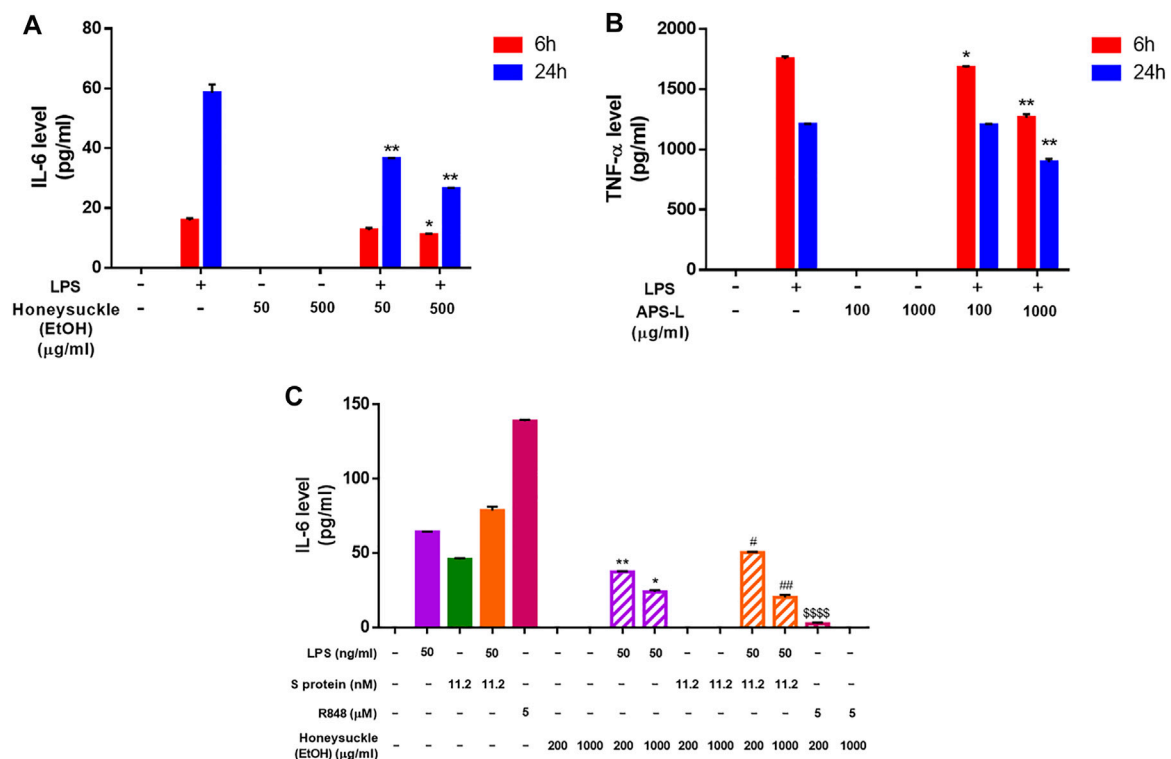 A
80
60
40
20
0
IL-6 level
(pg/ml)
6h
24h
**
*
**
LPS – + – – + +
Honeysuckle – – 50 500 50 500
(EtOH)
(μg/ml)
B
2000
1500
1000
500
0
TNF-α level
(pg/ml)
6h
24h
*
**
**
LPS – + – – + +
APS-L – – 100 1000 100 1000
(μg/ml)
C
150
100
50
0
IL-6 level
(pg/ml)
** * # ## $$$$
LPS (ng/ml) – 50 – 50 – – – 50 50 – – 50 50 – –
S protein (nM) – – 11.2 11.2 – – – – – 11.2 11.2 11.2 11.2 – –
R848 (μM) – – – – 5 – – – – – – – – 5 5
Honeysuckle – – – – – 200 1000 200 1000 200 1000 200 1000 200 1000
(EtOH) (μg/ml)